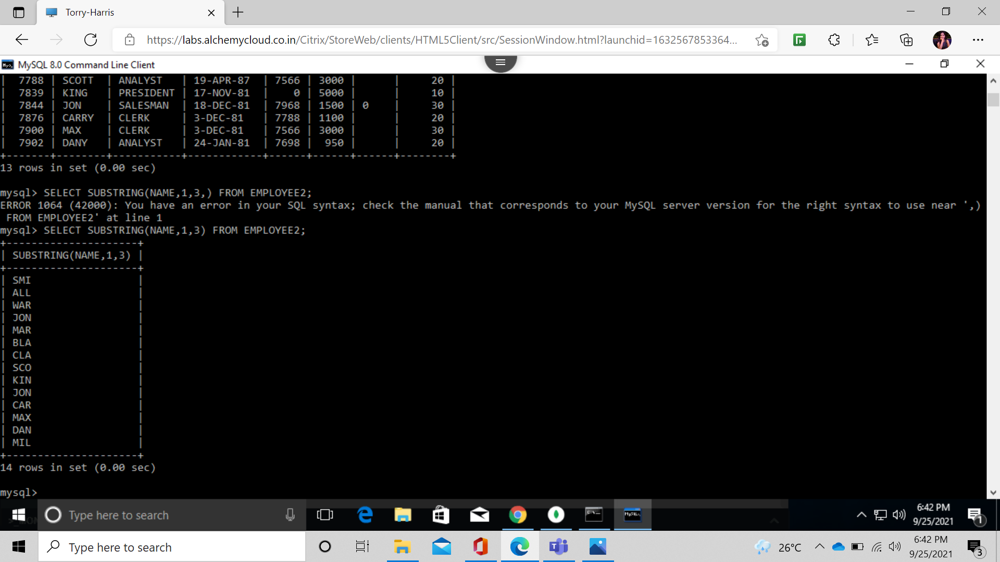 Torry-Harris
https://labs.alchemycloud.co.in/Citrix/StoreWeb/clients/HTML5Client/src/SessionWindow.html?launchid=1632567853364...
MySQL 8.0 Command Line Client
| 7788 | SCOTT | ANALYST | 19-APR-87 | 7566 | 3000 | | 20 |
| 7839 | KING | PRESIDENT | 17-NOV-81 | 0 | 5000 | | 10 |
| 7844 | JON | SALESMAN | 18-DEC-81 | 7968 | 1500 | 0 | 30 |
| 7876 | CARRY | CLERK | 3-DEC-81 | 7788 | 1100 | | 20 |
| 7900 | MAX | CLERK | 3-DEC-81 | 7566 | 3000 | | 30 |
| 7902 | DANY | ANALYST | 24-JAN-81 | 7698 | 950 | | 20 |
+-------+--------+-----------+------------+------+------+------+--------+
13 rows in set (0.00 sec)
mysql> SELECT SUBSTRING(NAME,1,3,) FROM EMPLOYEE2;
ERROR 1064 (42000): You have an error in your SQL syntax; check the manual that corresponds to your MySQL server version for the right syntax to use near ',)
FROM EMPLOYEE2' at line 1
mysql> SELECT SUBSTRING(NAME,1,3) FROM EMPLOYEE2;
+---------------------+
| SUBSTRING(NAME,1,3) |
+---------------------+
| SMI |
| ALL |
| WAR |
| JON |
| MAR |
| BLA |
| CLA |
| SCO |
| KIN |
| JON |
| CAR |
| MAX |
| DAN |
| MIL |
+---------------------+
14 rows in set (0.00 sec)
mysql>
Type here to search
6:42 PM
9/25/2021
1
Type here to search
26°C
6:42 PM
9/25/2021
3